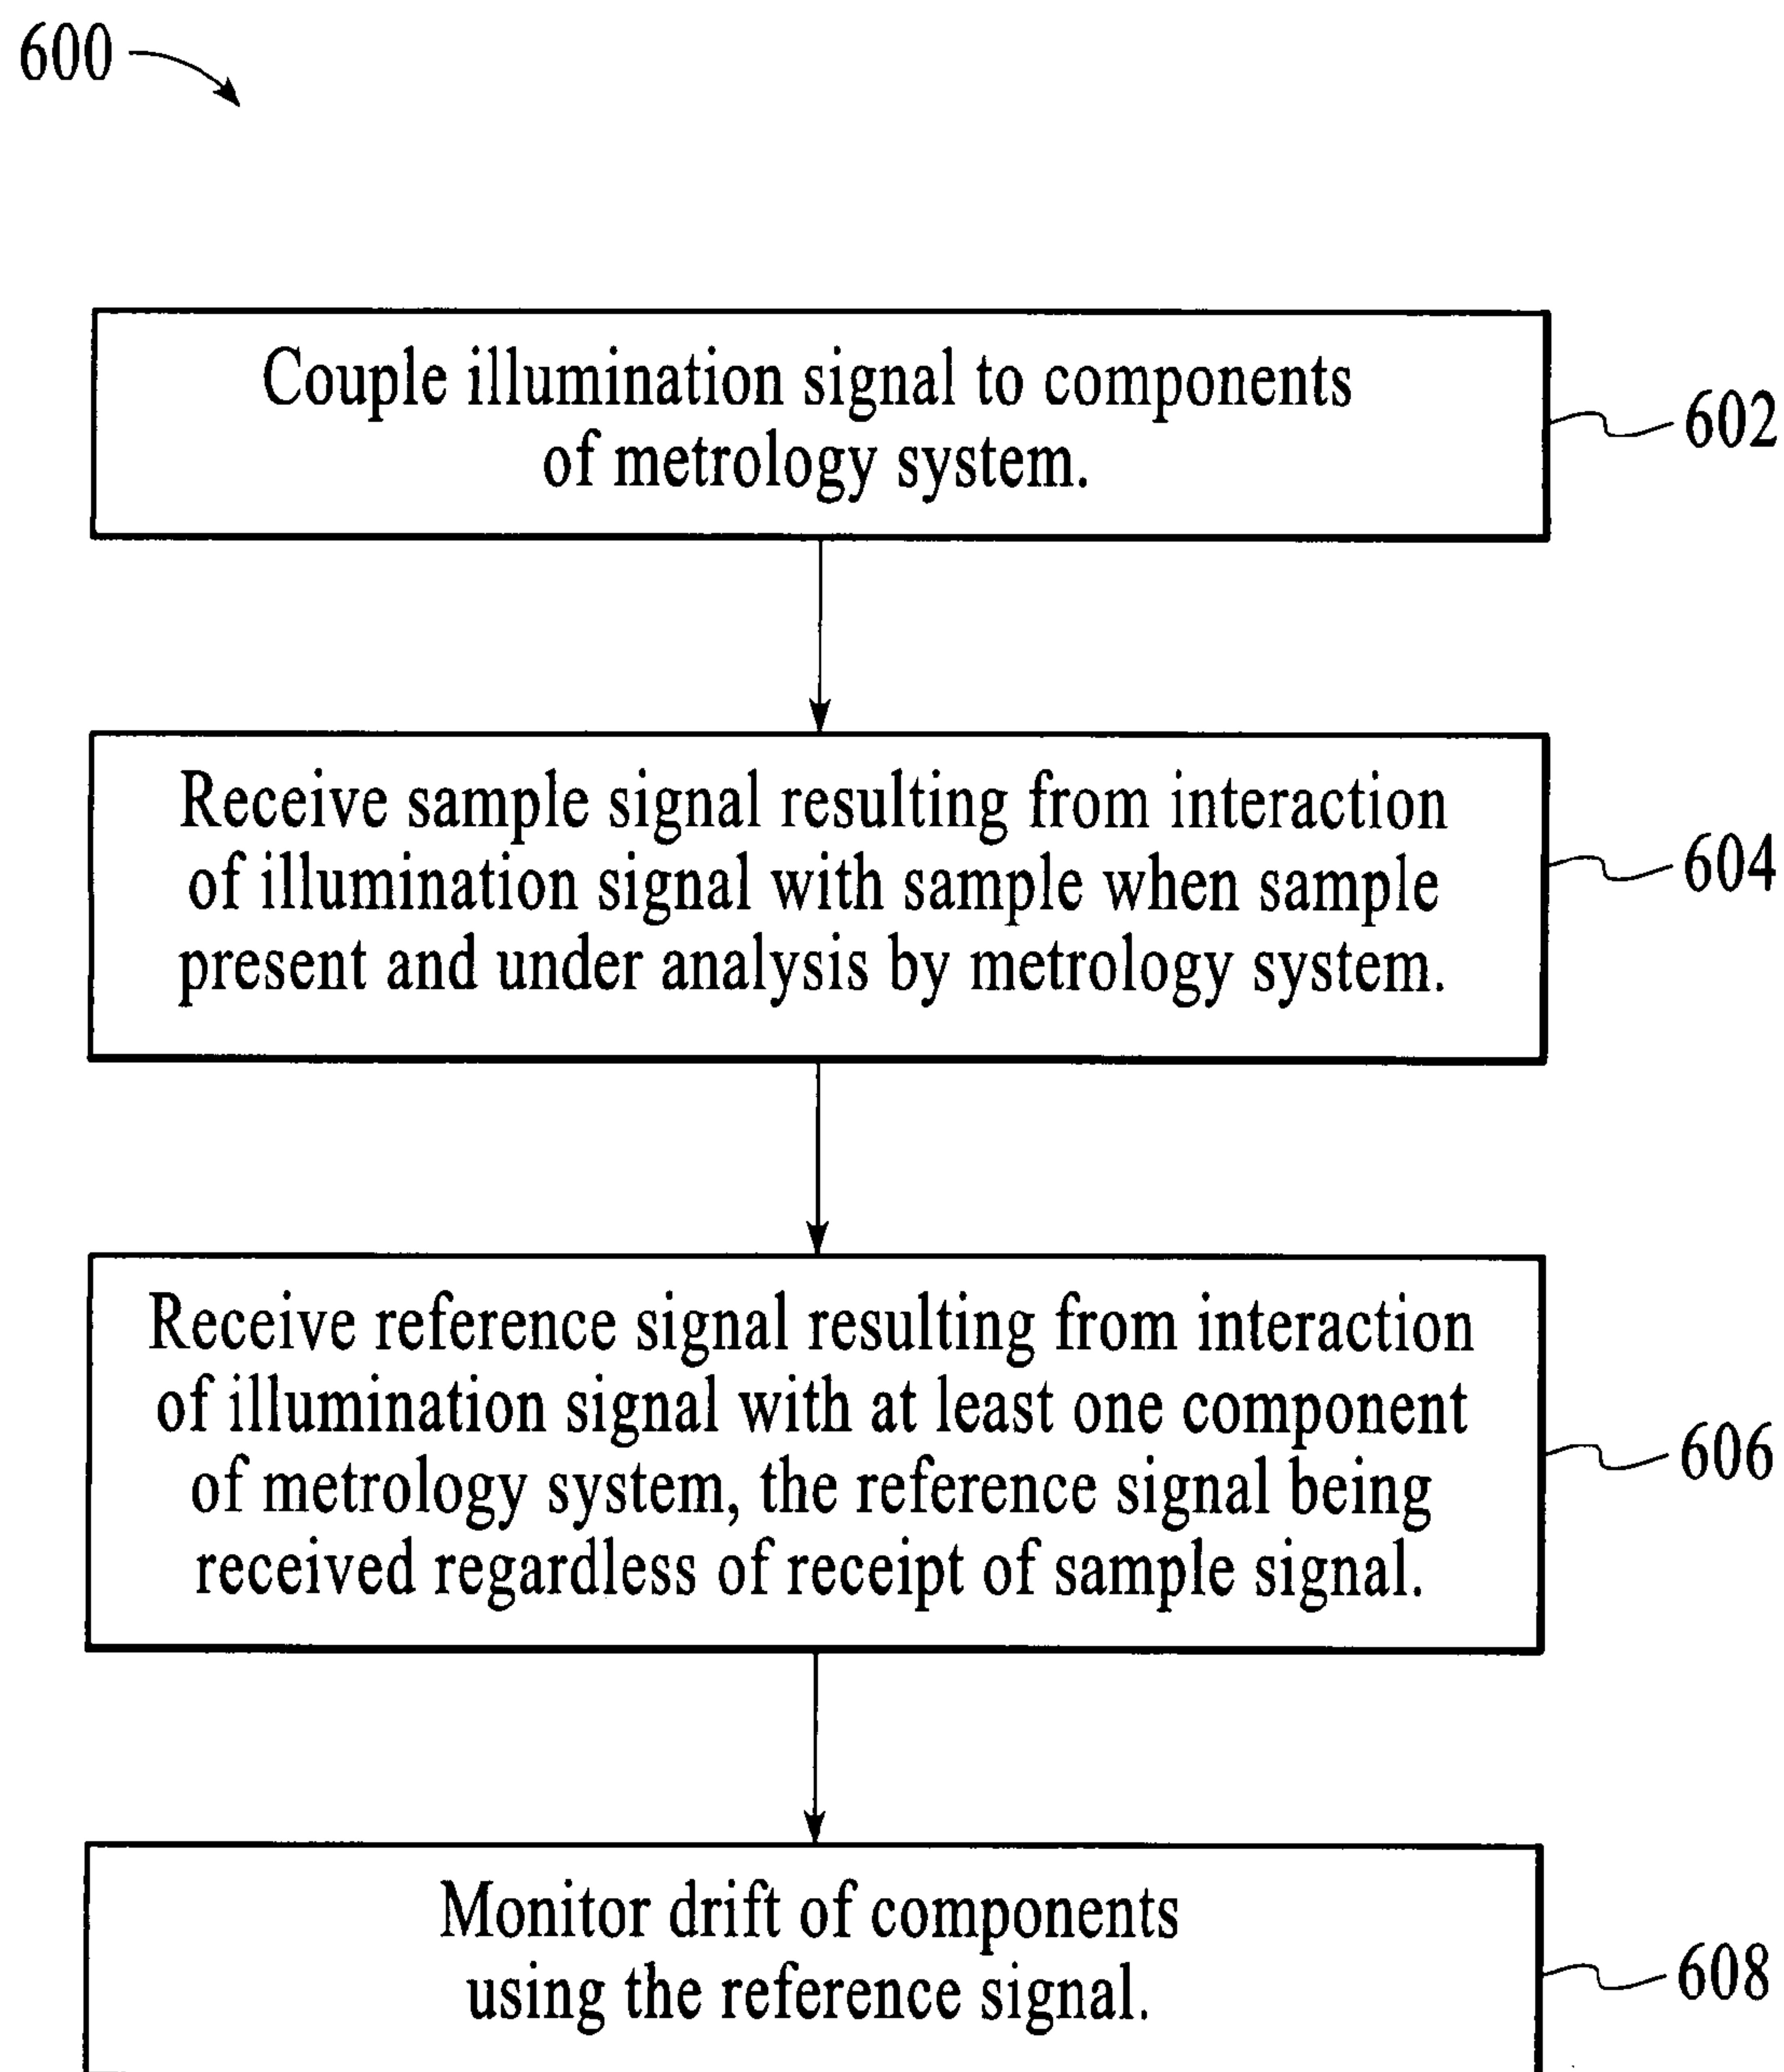 600
Couple illumination signal to components
of metrology system.
602
Receive sample signal resulting from interaction
of illumination signal with sample when sample
present and under analysis by metrology system.
604
Receive reference signal resulting from interaction
of illumination signal with at least one component
of metrology system, the reference signal being
received regardless of receipt of sample signal.
606
Monitor drift of components
using the reference signal.
608